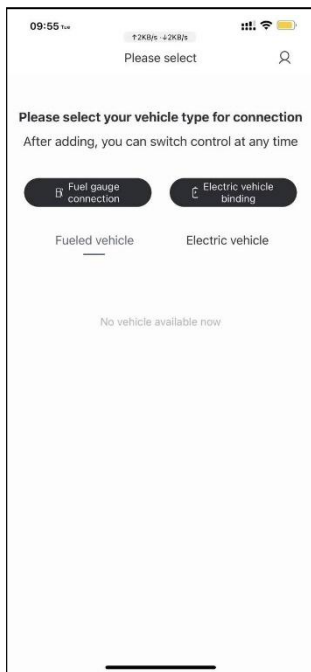 09:55 Tue
↑2KB/s ↓2KB/s
Please select
Please select your vehicle type for connection
After adding, you can switch control at any time
Fuel gauge
connection
Electric vehicle
binding
Fueled vehicle
Electric vehicle
No vehicle available now